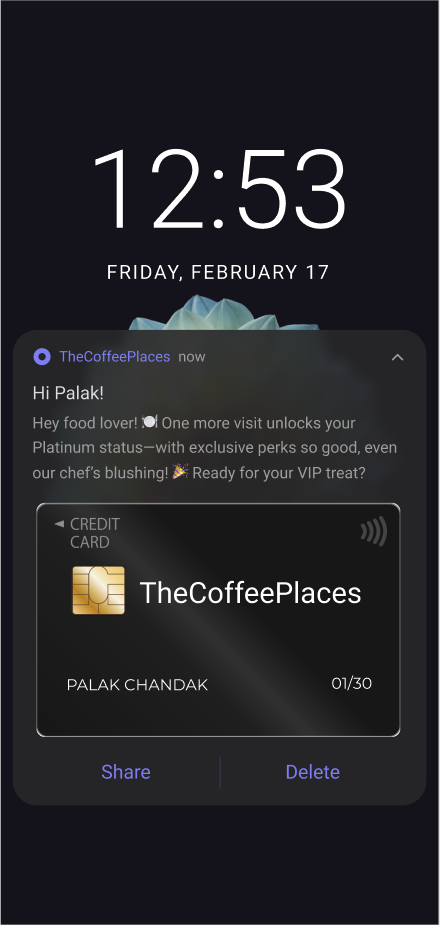 12:53
FRIDAY, FEBRUARY 17
TheCoffeePlaces now
Hi Palak!
Hey food lover! 🍽️ One more visit unlocks your
Platinum status—with exclusive perks so good, even
our chef's blushing! 🎉 Ready for your VIP treat?
CREDIT
CARD
TheCoffeePlaces
PALAK CHANDAK 01/30
Share Delete